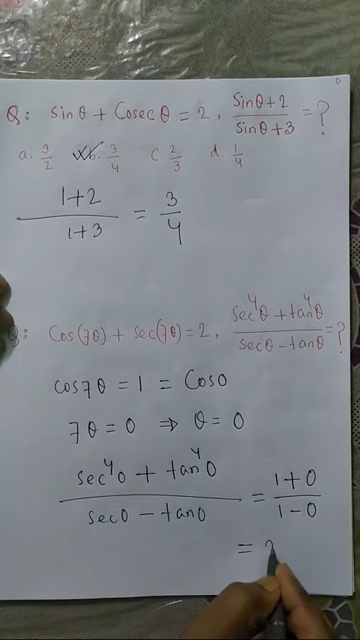 Q: sinθ + Cosecθ = 2, (sinθ+2)/(sinθ+3) = ?
a. 3/2 b. 3/4 c 2/3 d. 1/4
(1+2)/(1+3) = 3/4
Cos(7θ) + sec(7θ) = 2, (sec⁴θ + tan⁴θ)/(secθ - tanθ) = ?
cos7θ = 1 = Cos0
7θ = 0 ⇒ θ = 0
(sec⁴0 + tan⁴0)/(sec0 - tan0) = (1+0)/(1-0)
=